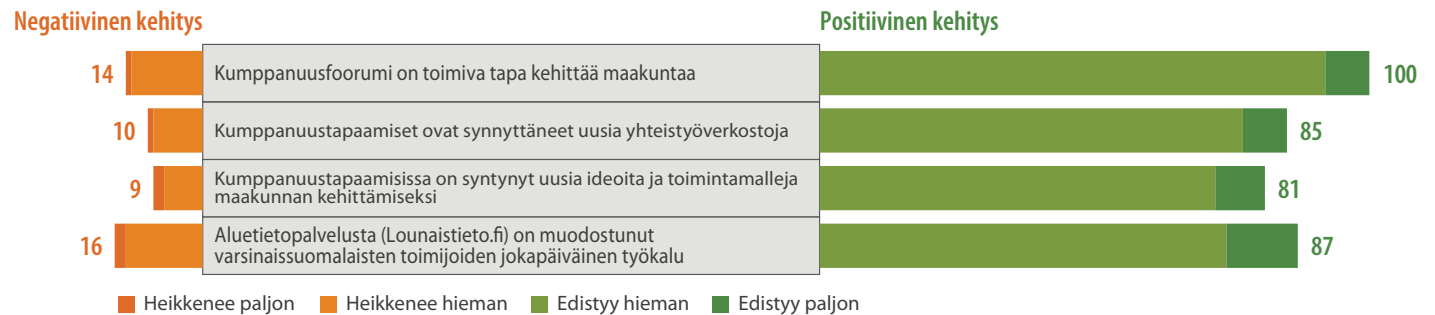 Negatiivinen kehitys
Positiivinen kehitys
14
Kumppanuusfoorumi on toimiva tapa kehittää maakuntaa
100
10
Kumppanuustapaamiset ovat synnyttäneet uusia yhteistyöverkostoja
85
9
Kumppanuustapaamisissa on syntynyt uusia ideoita ja toimintamalleja
maakunnan kehittämiseksi
81
16
Aluetietopalvelusta (Lounaistieto.fi) on muodostunut
varsinaissuomalaisten toimijoiden jokapäiväinen työkalu
87
Heikkenee paljon
Heikkenee hieman
Edistyy hieman
Edistyy paljon